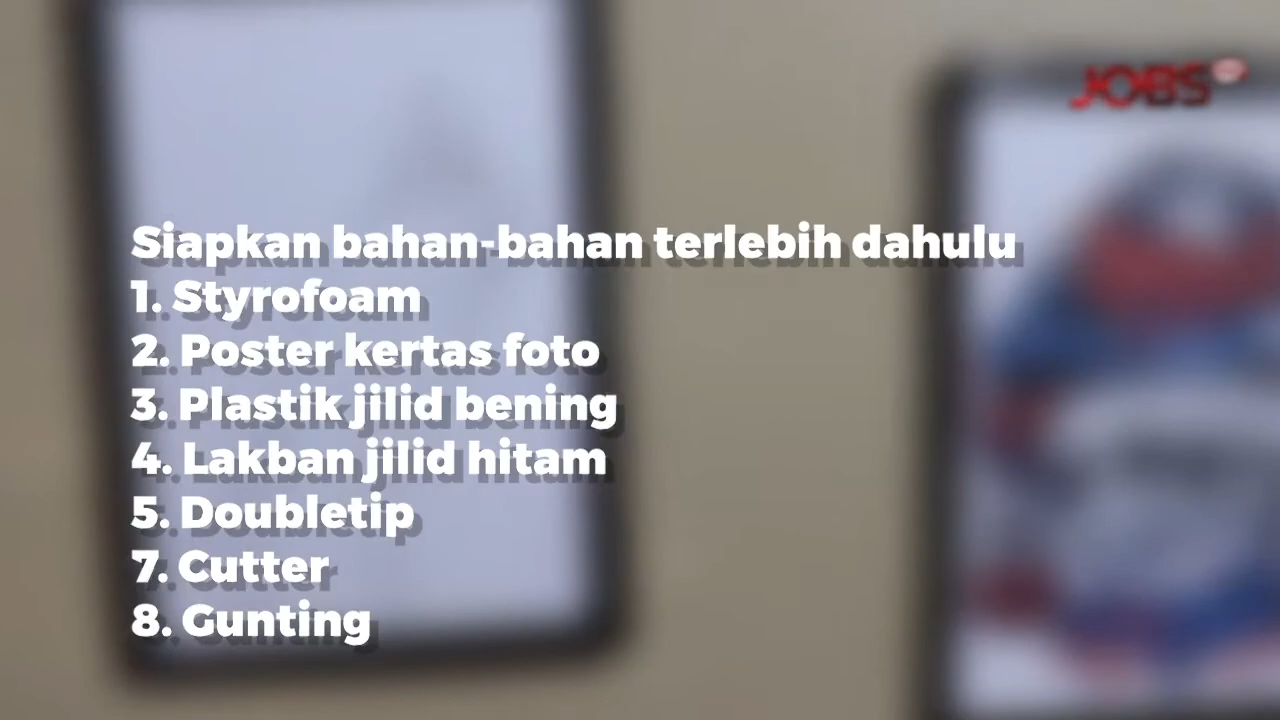 JOBS
Siapkan bahan-bahan terlebih dahulu
1. Styrofoam
2. Poster kertas foto
3. Plastik jilid bening
4. Lakban jilid hitam
5. Doubletip
7. Cutter
8. Gunting